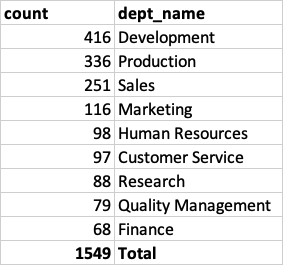 count dept_name
416 Development
336 Production
251 Sales
116 Marketing
98 Human Resources
97 Customer Service
88 Research
79 Quality Management
68 Finance
1549 Total